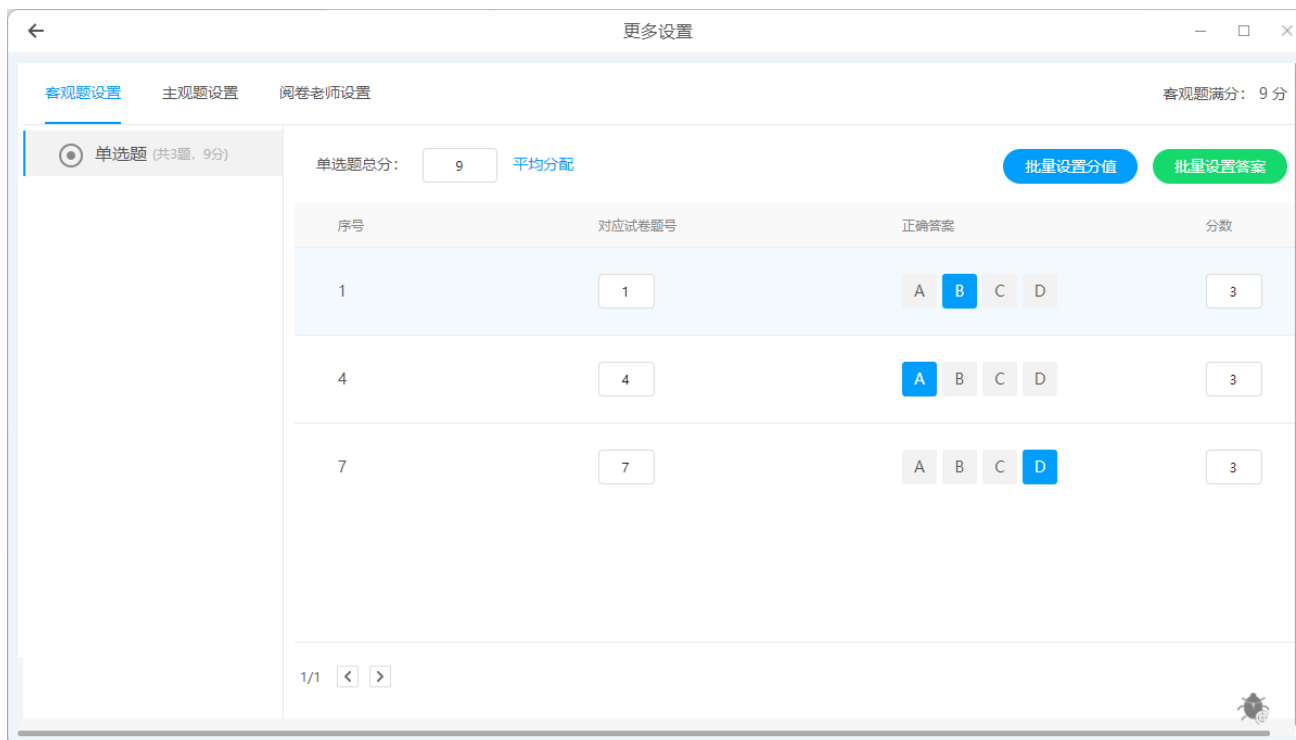 更多设置
客观题设置 主观题设置 阅卷老师设置 客观题满分： 9 分
单选题 (共3题, 9分)
单选题总分： 9 平均分配 批量设置分值 批量设置答案
序号 对应试卷题号 正确答案 分数
1 1 A B C D 3
4 4 A B C D 3
7 7 A B C D 3
1/1